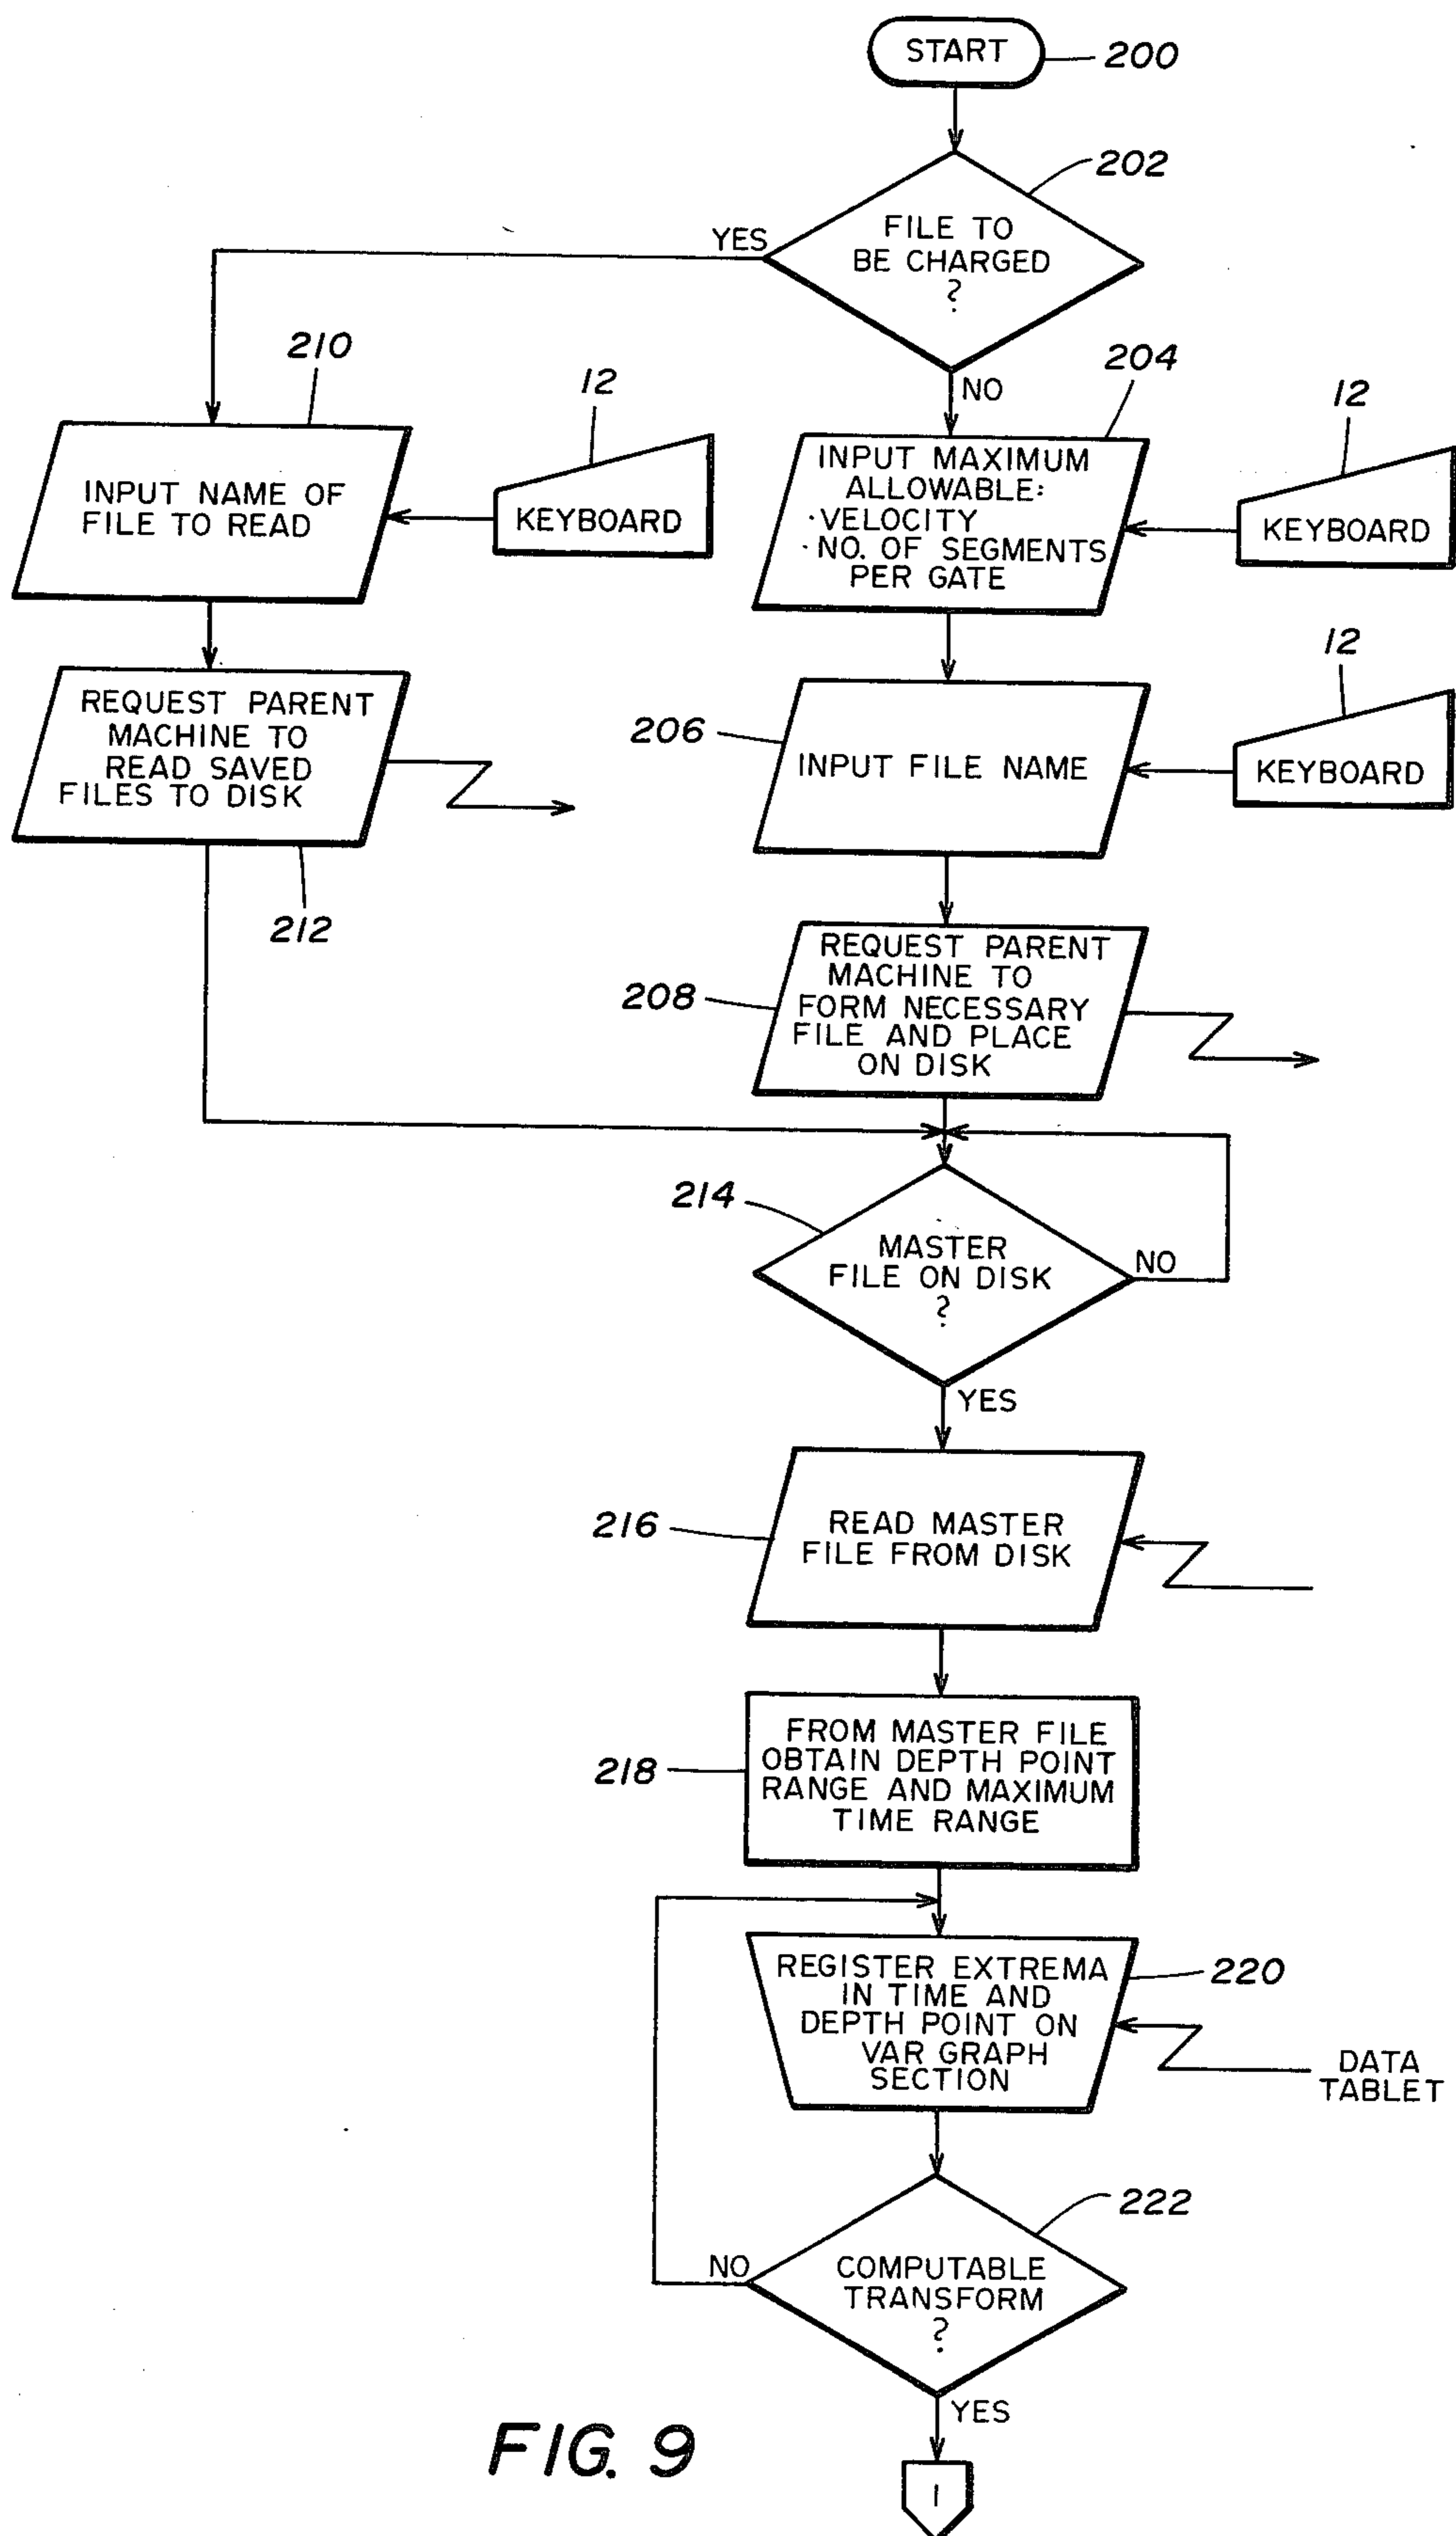 START
200
202
FILE TO
BE CHARGED
?
YES
NO
210
12
204
12
INPUT NAME OF
FILE TO READ
KEYBOARD
INPUT MAXIMUM
ALLOWABLE:
·VELOCITY
·NO. OF SEGMENTS
PER GATE
KEYBOARD
12
REQUEST PARENT
MACHINE TO
READ SAVED
FILES TO DISK
206
INPUT FILE NAME
KEYBOARD
212
208
REQUEST PARENT
MACHINE TO
FORM NECESSARY
FILE AND PLACE
ON DISK
214
MASTER
FILE ON DISK
?
NO
YES
216
READ MASTER
FILE FROM DISK
218
FROM MASTER FILE
OBTAIN DEPTH POINT
RANGE AND MAXIMUM
TIME RANGE
REGISTER EXTREMA
IN TIME AND
DEPTH POINT ON
VAR GRAPH
SECTION
220
DATA
TABLET
222
COMPUTABLE
TRANSFORM
?
NO
YES
1
FIG. 9